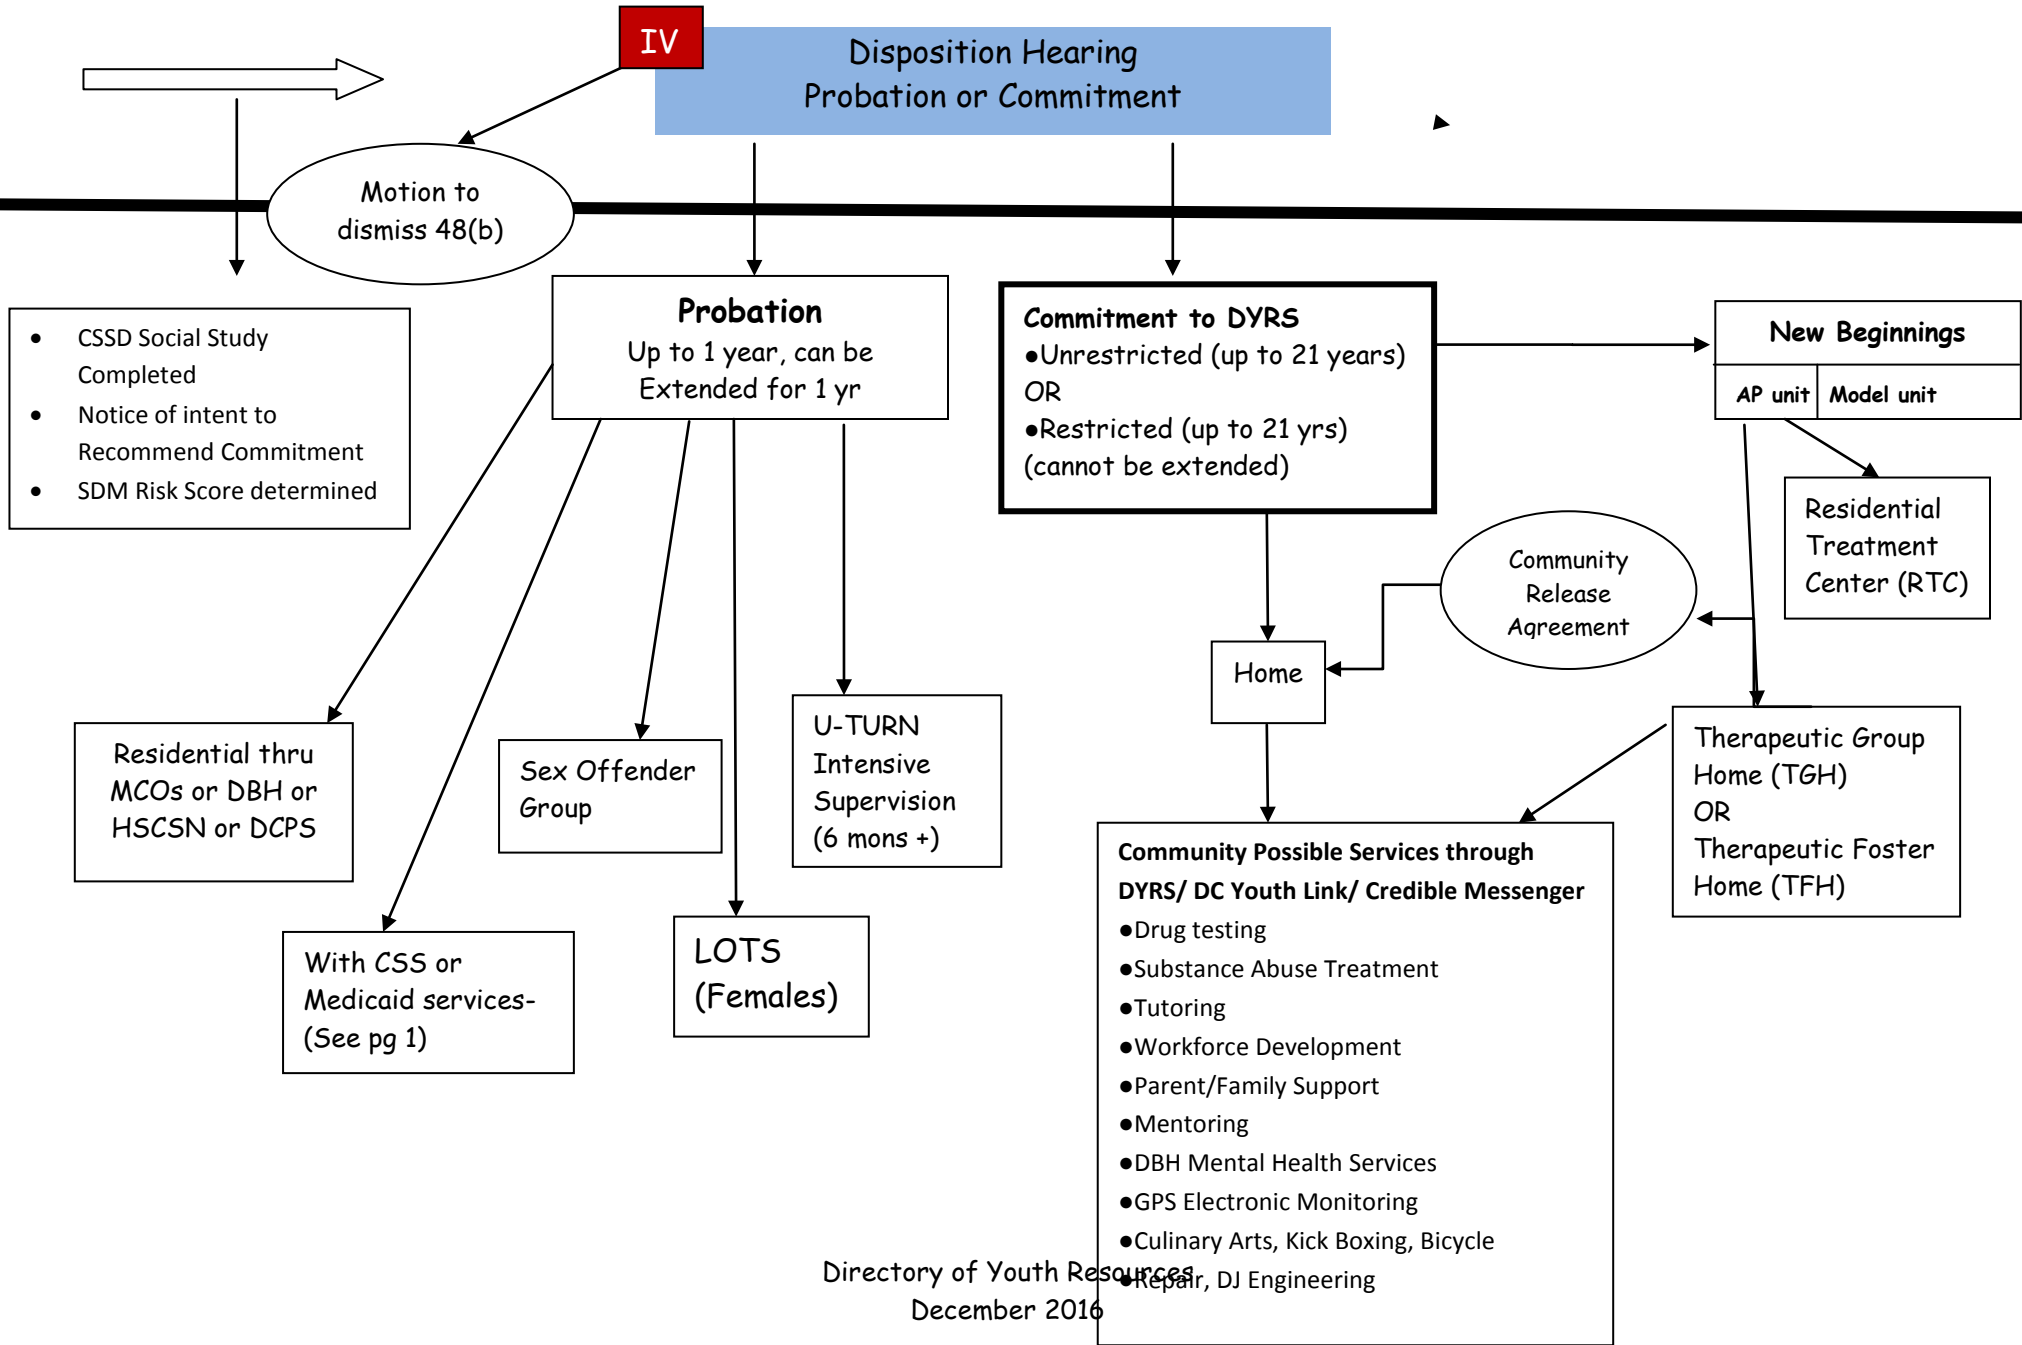 IV
Disposition Hearing
Probation or Commitment
Motion to
dismiss 48(b)
• CSSD Social Study
Completed
• Notice of intent to
Recommend Commitment
• SDM Risk Score determined
Probation
Up to 1 year, can be
Extended for 1 yr
Commitment to DYRS
●Unrestricted (up to 21 years)
OR
●Restricted (up to 21 yrs)
(cannot be extended)
New Beginnings
AP unit
Model unit
Residential
Treatment
Center (RTC)
Community
Release
Agreement
Home
Residential thru
MCOs or DBH or
HSCSN or DCPS
Sex Offender
Group
U-TURN
Intensive
Supervision
(6 mons +)
Therapeutic Group
Home (TGH)
OR
Therapeutic Foster
Home (TFH)
With CSS or
Medicaid services-
(See pg 1)
LOTS
(Females)
Community Possible Services through
DYRS/ DC Youth Link/ Credible Messenger
●Drug testing
●Substance Abuse Treatment
●Tutoring
●Workforce Development
●Parent/Family Support
●Mentoring
●DBH Mental Health Services
●GPS Electronic Monitoring
●Culinary Arts, Kick Boxing, Bicycle
●Repair, DJ Engineering
Directory of Youth Resources
December 2016